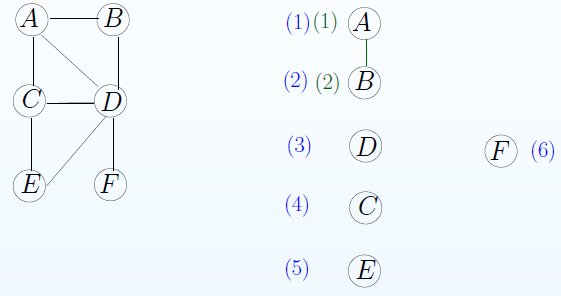 A B
C D
E F
(1) (1) A
(2) (2) B
(3) D
F (6)
(4) C
(5) E